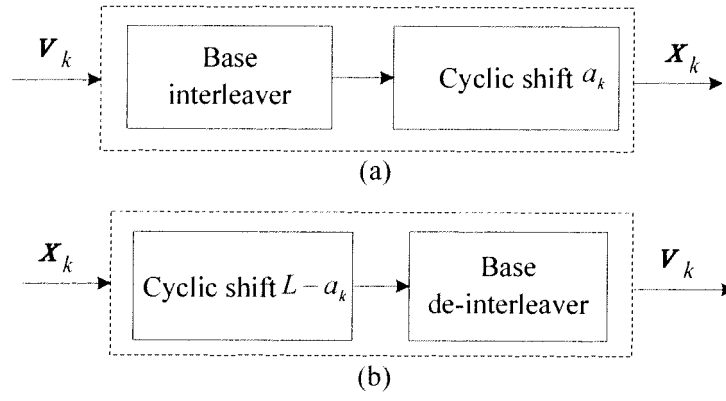 V_k
Base
interleaver
Cyclic shift a_k
X_k
(a)
X_k
Cyclic shift L - a_k
Base
de-interleaver
V_k
(b)